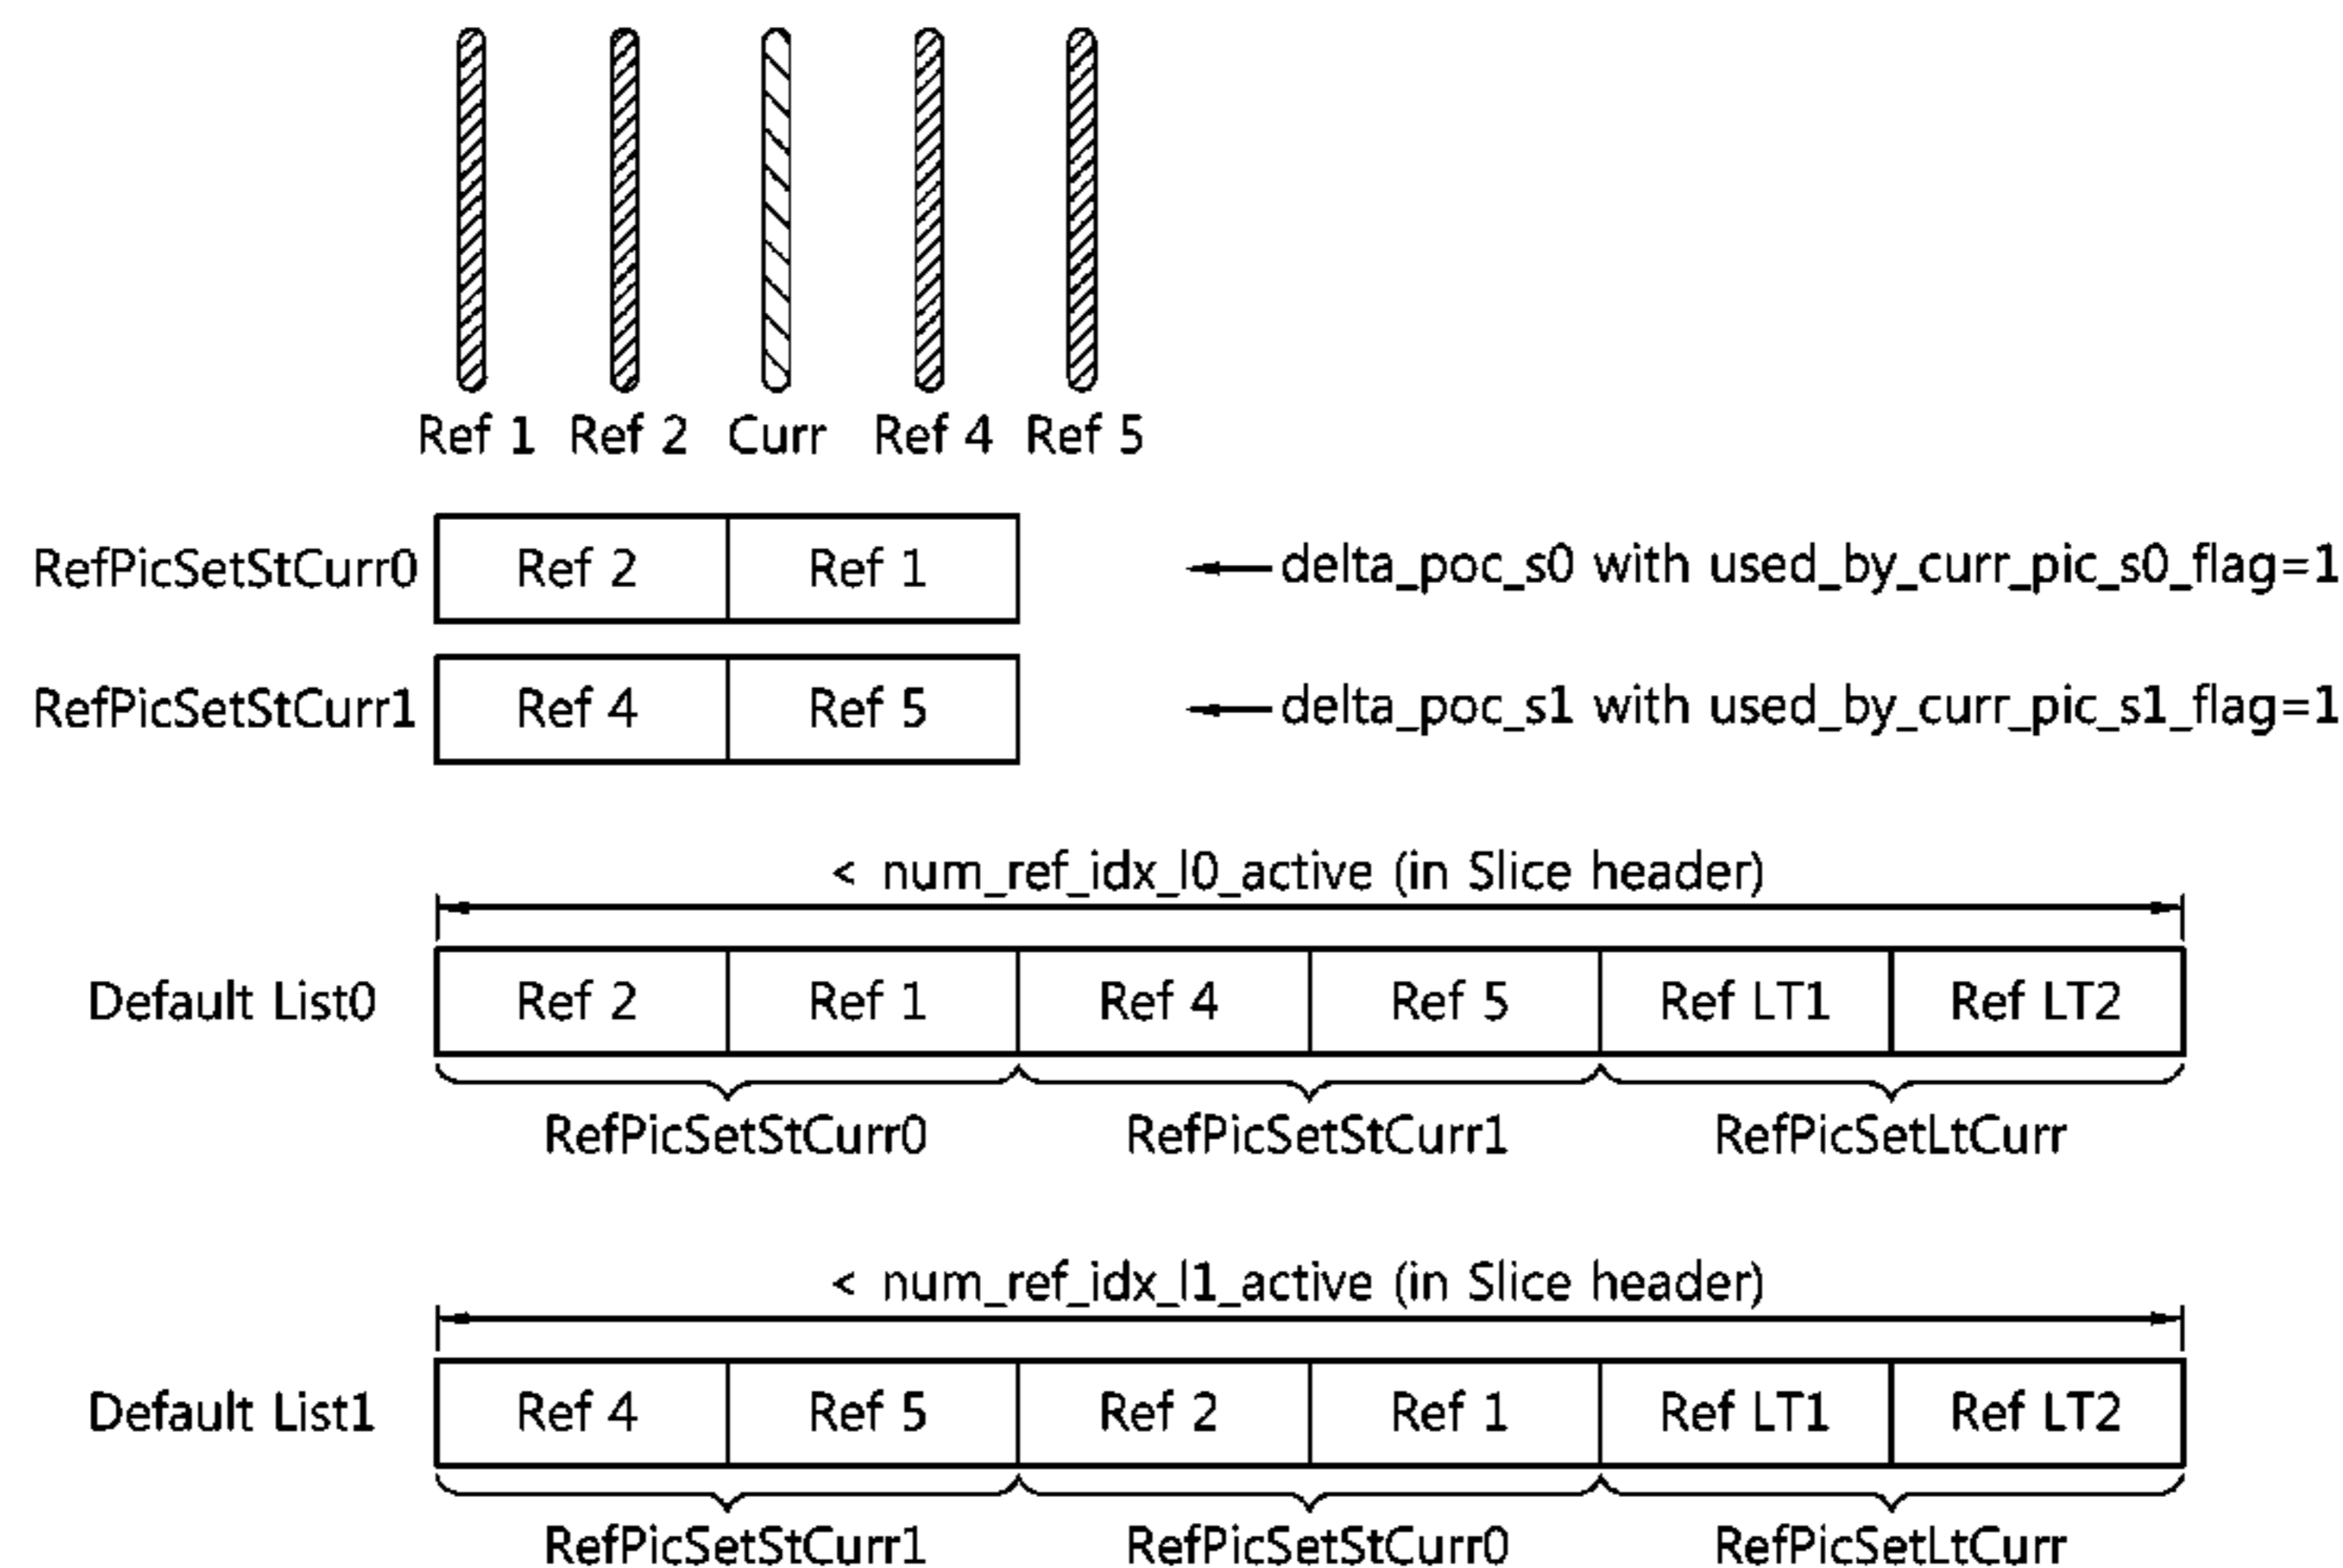 Ref 1 Ref 2 Curr Ref 4 Ref 5
RefPicSetStCurr0 Ref 2 Ref 1 delta_poc_s0 with used_by_curr_pic_s0_flag=1
RefPicSetStCurr1 Ref 4 Ref 5 delta_poc_s1 with used_by_curr_pic_s1_flag=1
< num_ref_idx_l0_active (in Slice header)
Default List0 Ref 2 Ref 1 Ref 4 Ref 5 Ref LT1 Ref LT2
RefPicSetStCurr0 RefPicSetStCurr1 RefPicSetLtCurr
< num_ref_idx_l1_active (in Slice header)
Default List1 Ref 4 Ref 5 Ref 2 Ref 1 Ref LT1 Ref LT2
RefPicSetStCurr1 RefPicSetStCurr0 RefPicSetLtCurr